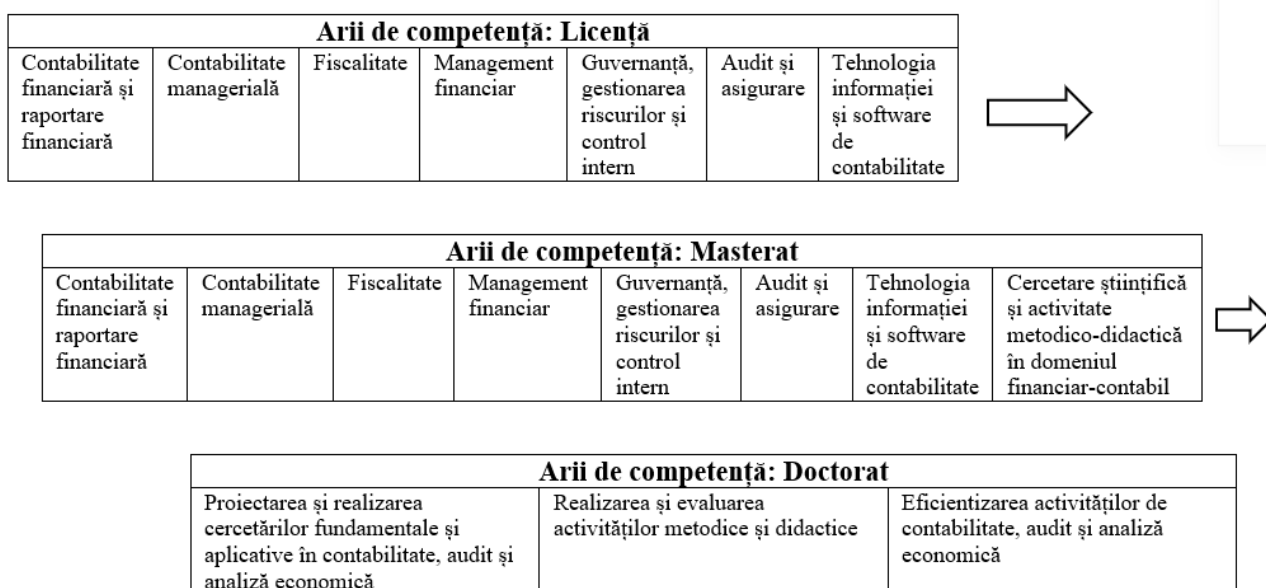 Arii de competență: Licență
Contabilitate
financiară și
raportare
financiară
Contabilitate
managerială
Fiscalitate
Management
financiar
Guvernanță,
gestionarea
riscurilor și
control
intern
Audit și
asigurare
Tehnologia
informației
și software
de
contabilitate
Arii de competență: Masterat
Contabilitate
financiară și
raportare
financiară
Contabilitate
managerială
Fiscalitate
Management
financiar
Guvernanță,
gestionarea
riscurilor și
control
intern
Audit și
asigurare
Tehnologia
informației
și software
de
contabilitate
Cercetare științifică
și activitate
metodico-didactică
în domeniul
financiar-contabil
Arii de competență: Doctorat
Proiectarea și realizarea
cercetărilor fundamentale și
aplicative în contabilitate, audit și
analiză economică
Realizarea și evaluarea
activităților metodice și didactice
Eficientizarea activităților de
contabilitate, audit și analiză
economică